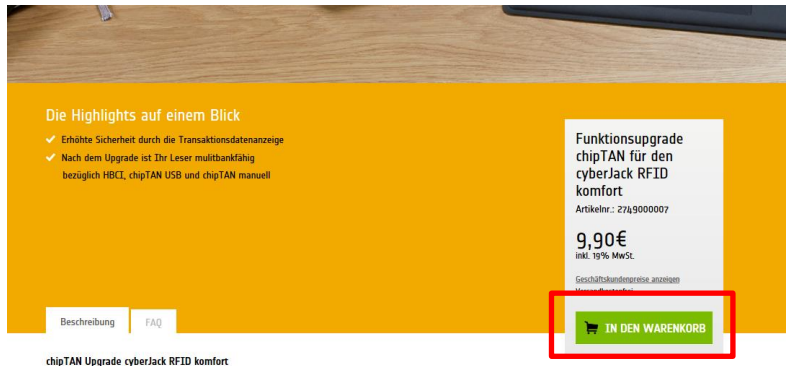 Die Highlights auf einem Blick
Erhöhte Sicherheit durch die Transaktionsdatenanzeige
Nach dem Upgrade ist Ihr Leser mulitbankfähig
bezüglich HBCI, chipTAN USB und chipTAN manuell
Funktionsupgrade
chipTAN für den
cyberJack RFID
komfort
Artikelnr.: 2749000007
9,90€
inkl. 19% MwSt.
Geschäftskundenpreise anzeigen
Versandkostenfrei
IN DEN WARENKORB
Beschreibung
FAQ
chipTAN Upgrade cyberJack RFID komfort